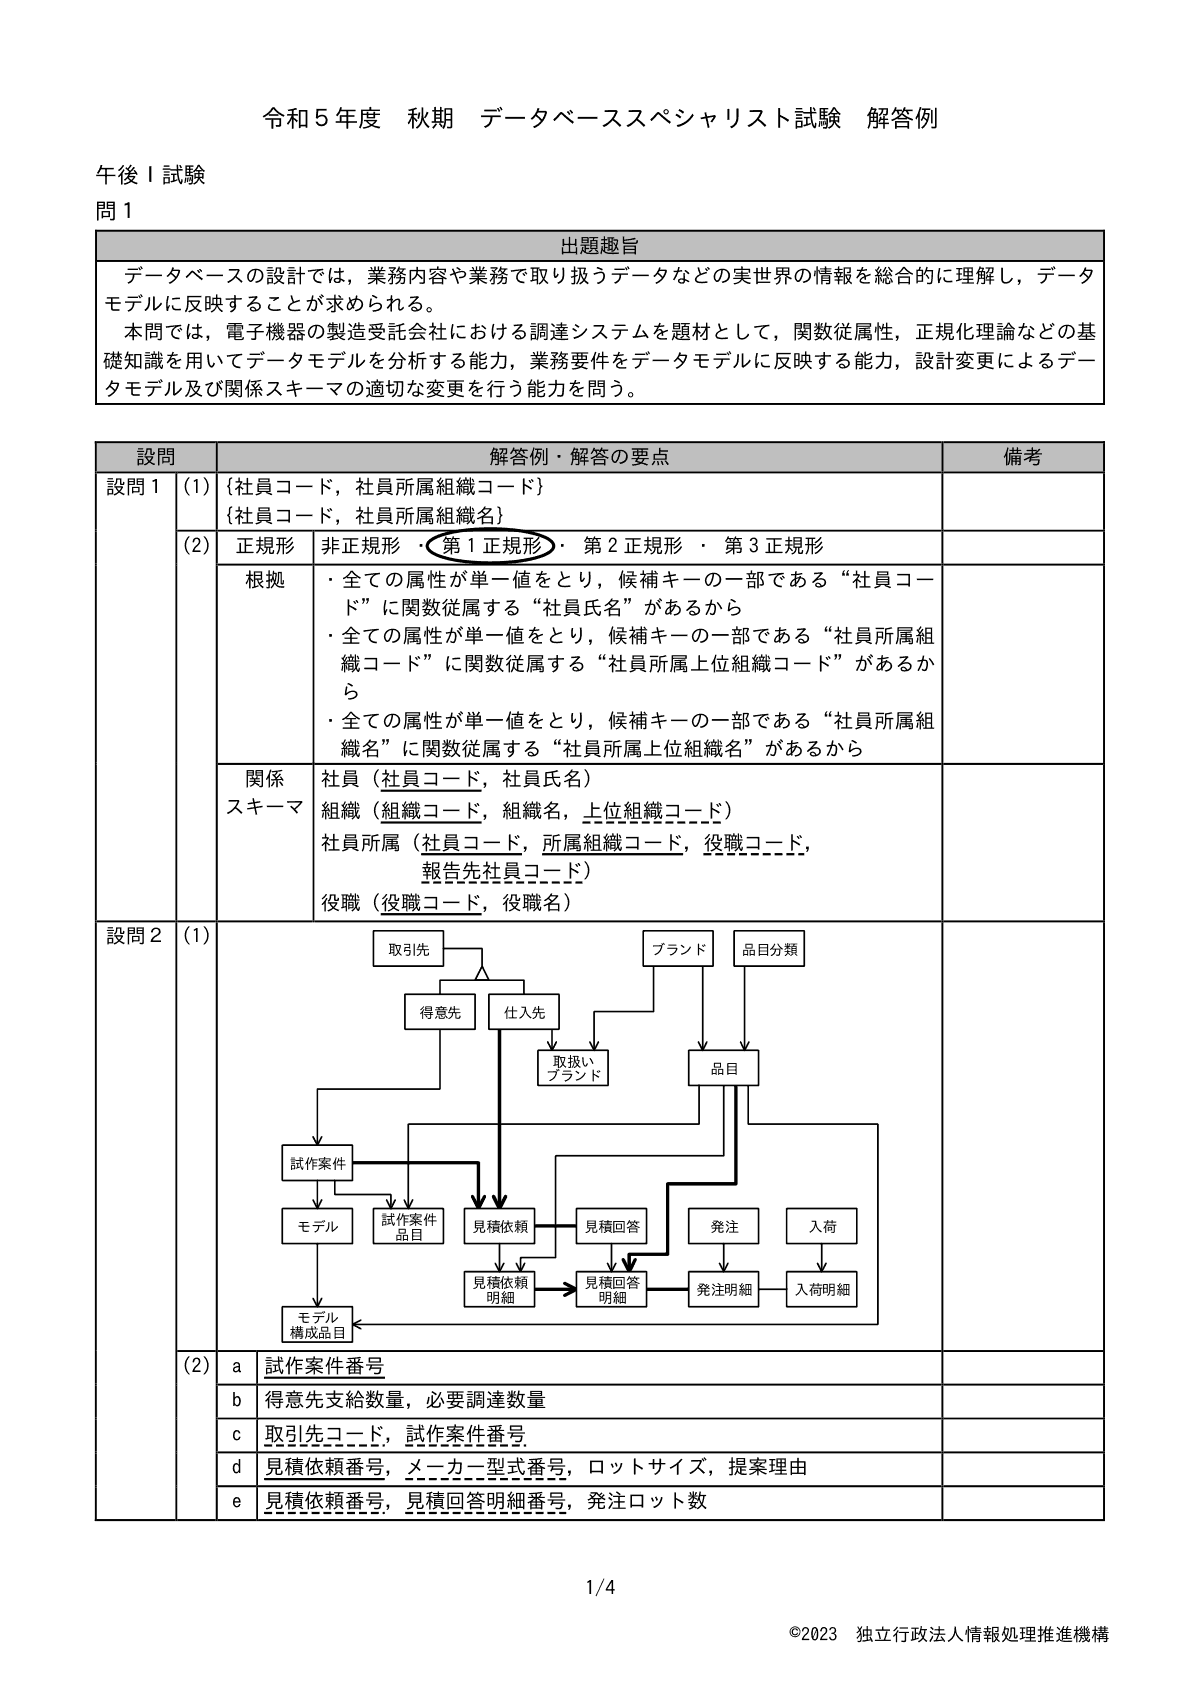 令和５年度　秋期　データベーススペシャリスト試験　解答例
午後Ⅰ試験
問１
出題趣旨
データベースの設計では，業務内容や業務で取り扱うデータなどの実世界の情報を総合的に理解し，データ
モデルに反映することが求められる。
本問では，電子機器の製造受託会社における調達システムを題材として，関数従属性，正規化理論などの基
礎知識を用いてデータモデルを分析する能力，業務要件をデータモデルに反映する能力，設計変更によるデー
タモデル及び関係スキーマの適切な変更を行う能力を問う。
設問　解答例・解答の要点　備考
設問１　(1)　{社員コード，社員所属組織コード}
{社員コード，社員所属組織名}
(2)　正規形　非正規形　・　第１正規形　・　第２正規形　・　第３正規形
根拠　・全ての属性が単一値をとり，候補キーの一部である“社員コー
ド”に関数従属する“社員氏名”があるから
・全ての属性が単一値をとり，候補キーの一部である“社員所属組
織コード”に関数従属する“社員所属上位組織コード”があるか
ら
・全ての属性が単一値をとり，候補キーの一部である“社員所属組
織名”に関数従属する“社員所属上位組織名”があるから
関係
スキーマ
社員（社員コード，社員氏名）
組織（組織コード，組織名，上位組織コード）
社員所属（社員コード，所属組織コード，役職コード，
報告先社員コード）
役職（役職コード，役職名）
設問２　(1)
取引先　ブランド　品目分類
得意先　仕入先
取扱い
ブランド
品目
試作案件
モデル
試作案件
品目
見積依頼　見積回答　発注　入荷
見積依頼
明細
見積回答
明細
発注明細　入荷明細
モデル
構成品目
(2)　a　試作案件番号
b　得意先支給数量，必要調達数量
c　取引先コード，試作案件番号
d　見積依頼番号，メーカー型式番号，ロットサイズ，提案理由
e　見積依頼番号，見積回答明細番号，発注ロット数
1/4
©2023　独立行政法人情報処理推進機構